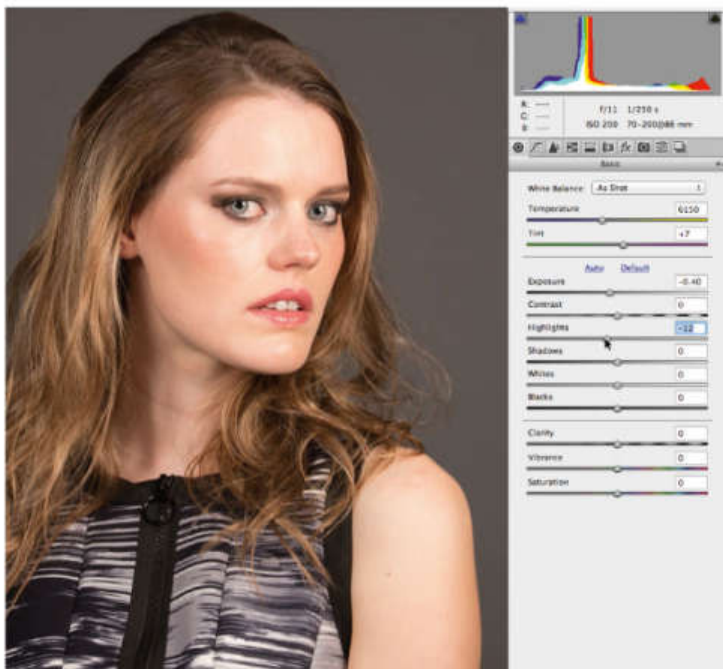 R: ---
G: ---
B: ---
f/11 1/250 s
ISO 200 70-200@86 mm
fx
Basic
White Balance: As Shot
Temperature 6150
Tint +7
Auto Default
Exposure -0.40
Contrast 0
Highlights -12
Shadows 0
Whites 0
Blacks 0
Clarity 0
Vibrance 0
Saturation 0